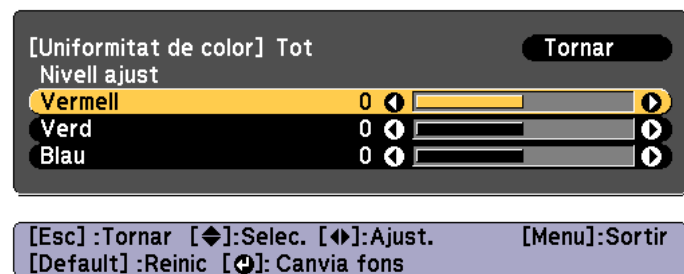 [Uniformitat de color] Tot Tornar
Nivell ajust
Vermell 0
Verd 0
Blau 0
[Esc] :Tornar [◆]:Selec. [◆]:Ajust. [Menu]:Sortir
[Default] :Reinic [↵]: Canvia fons